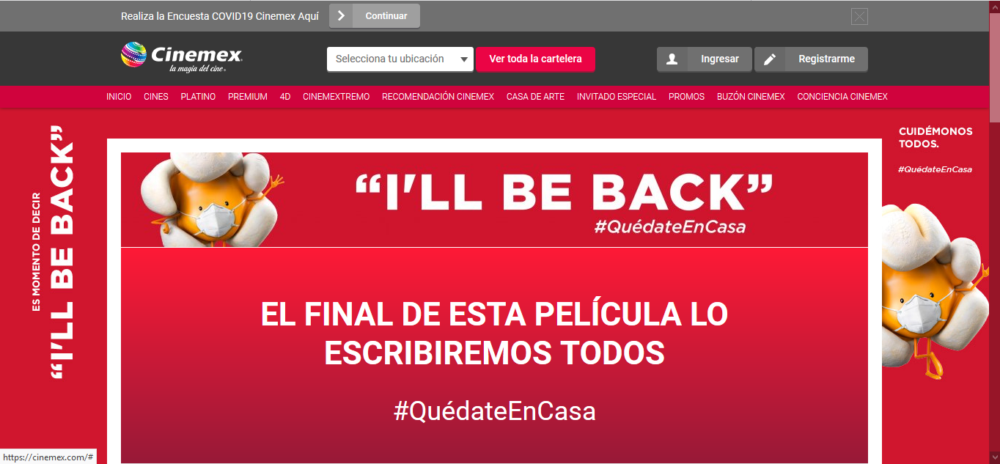 Realiza la Encuesta COVID19 Cinemex Aquí
Continuar
Cinemex
la magia del cine
Selecciona tu ubicación
Ver toda la cartelera
Ingresar
Registrarme
INICIO CINES PLATINO PREMIUM 4D CINEMEXTREMO RECOMENDACIÓN CINEMEX CASA DE ARTE INVITADO ESPECIAL PROMOS BUZÓN CINEMEX CONCIENCIA CINEMEX
ES MOMENTO DE DECIR
“I'LL BE BACK”
“I'LL BE BACK”
#QuédateEnCasa
EL FINAL DE ESTA PELÍCULA LO
ESCRIBIREMOS TODOS
#QuédateEnCasa
CUIDÉMONOS
TODOS.
#QuédateEnCasa
https://cinemex.com/#